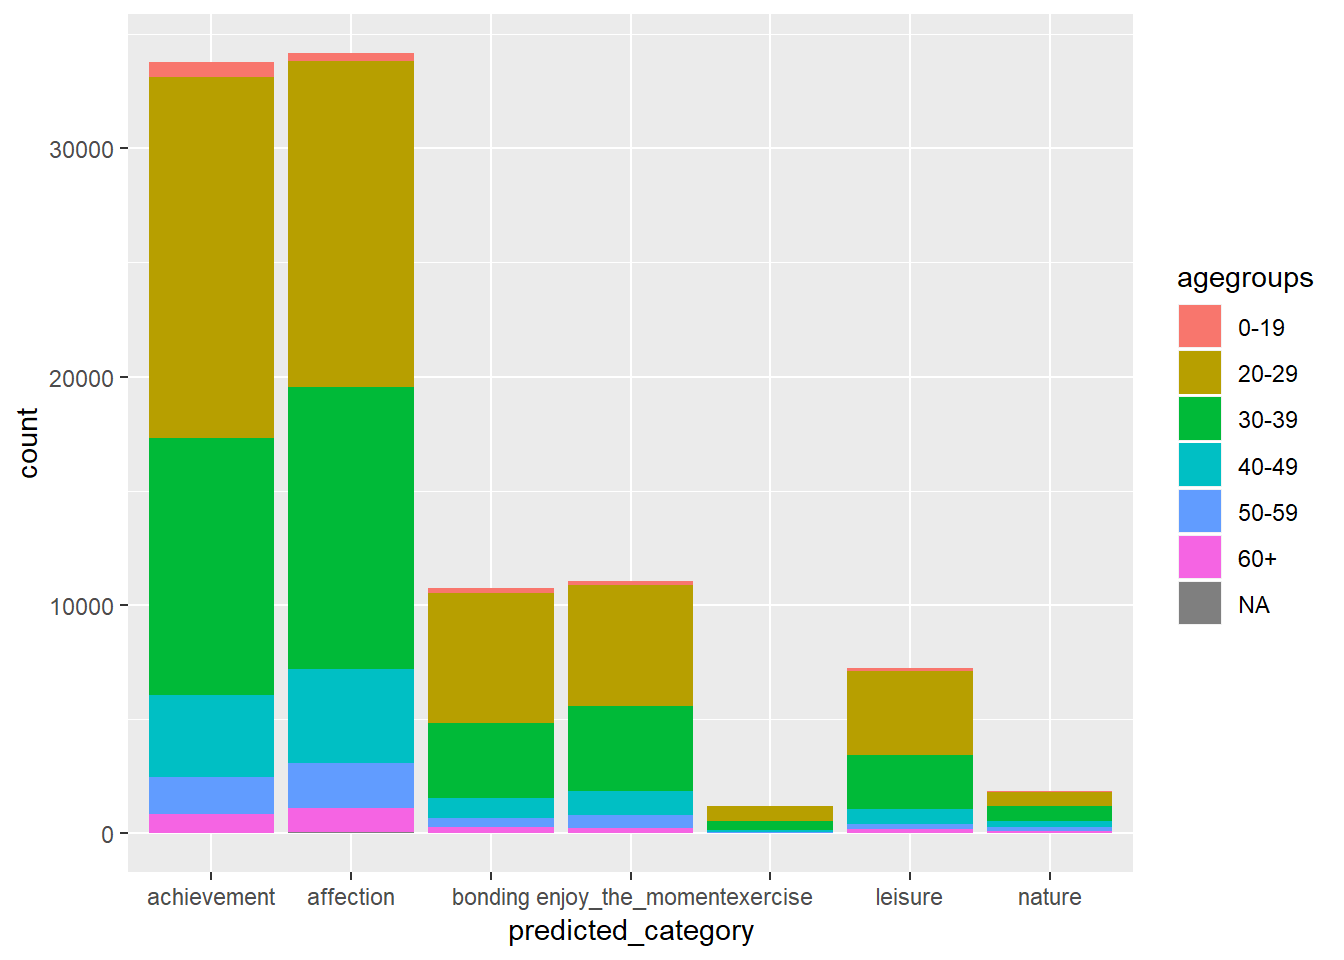 30000
20000
10000
0
count
achievement affection bonding enjoy_the_moment exercise leisure nature
predicted_category
agegroups
0-19
20-29
30-39
40-49
50-59
60+
NA